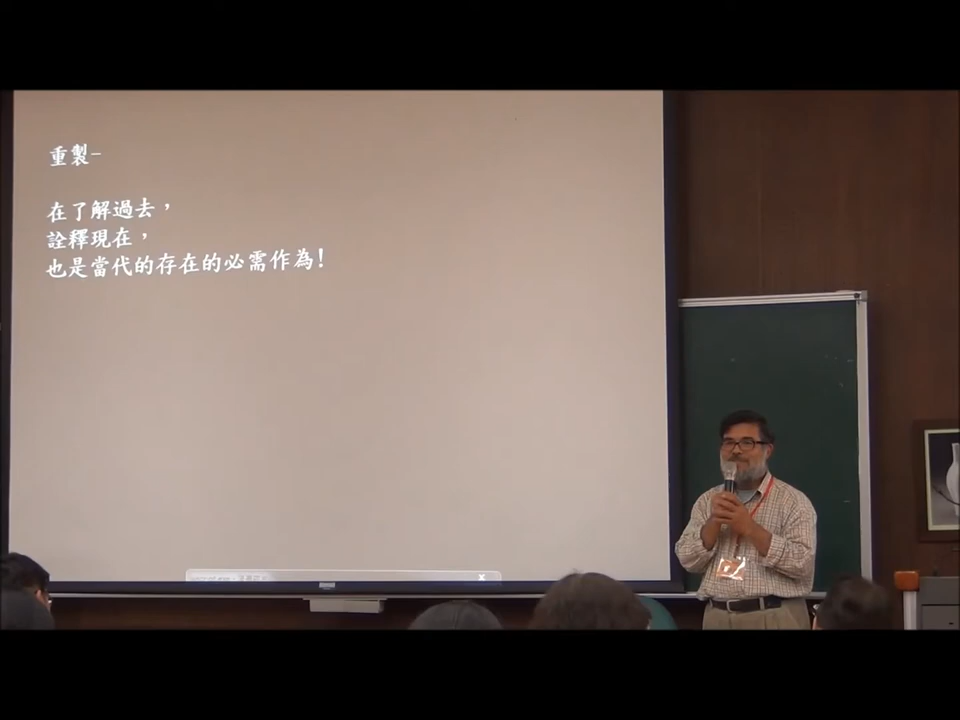 重製-
在了解過去，
詮釋現在，
也是當代的存在的必需作為！